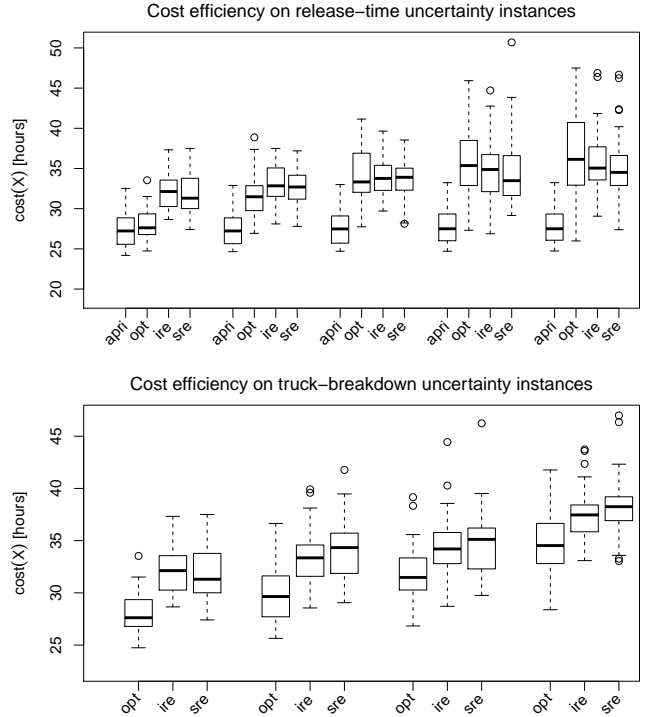 Cost efficiency on release−time uncertainty instances
cost(X) [hours]
50
45
40
35
30
25
20
apri opt ire sre apri opt ire sre apri opt ire sre apri opt ire sre apri opt ire sre
Cost efficiency on truck−breakdown uncertainty instances
cost(X) [hours]
45
40
35
30
25
opt ire sre opt ire sre opt ire sre opt ire sre